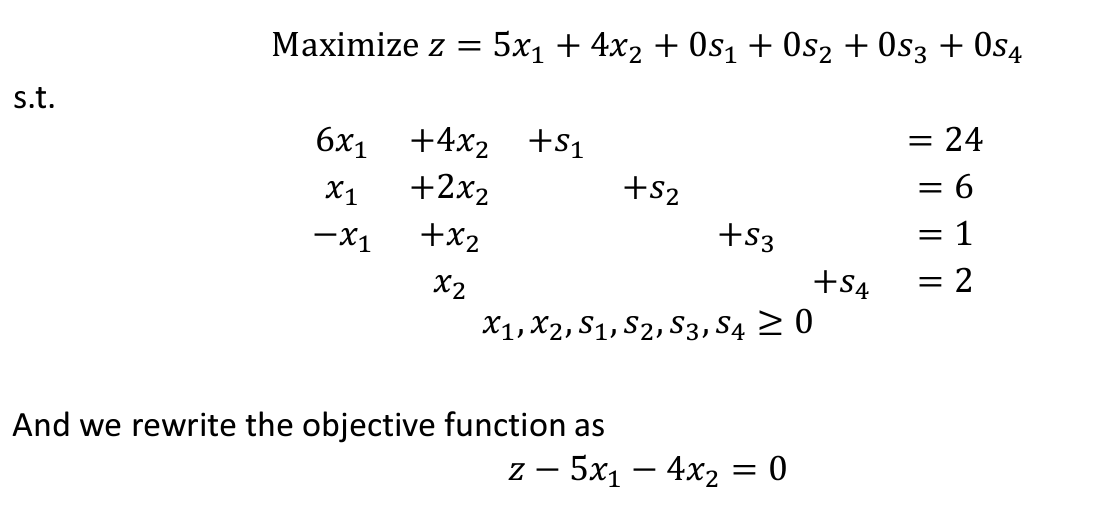 Maximize z = 5x₁ + 4x₂ + 0s₁ + 0s₂ + 0s₃ + 0s₄
s.t.
6x₁ +4x₂ +s₁ = 24
x₁ +2x₂ +s₂ = 6
−x₁ +x₂ +s₃ = 1
x₂ +s₄ = 2
x₁, x₂, s₁, s₂, s₃, s₄ ≥ 0
And we rewrite the objective function as
z − 5x₁ − 4x₂ = 0